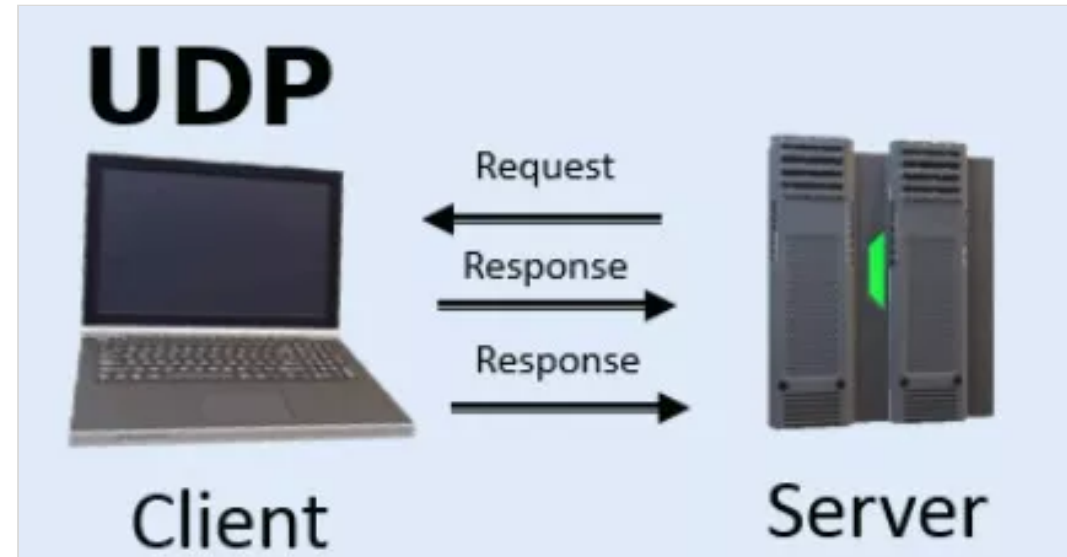 UDP
Request
Response
Response
Client
Server